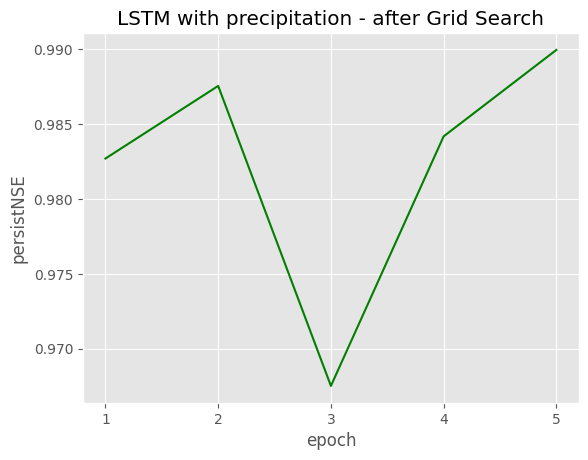 LSTM with precipitation - after Grid Search
0.990
0.985
0.980
0.975
0.970
persistNSE
1 2 3 4 5
epoch